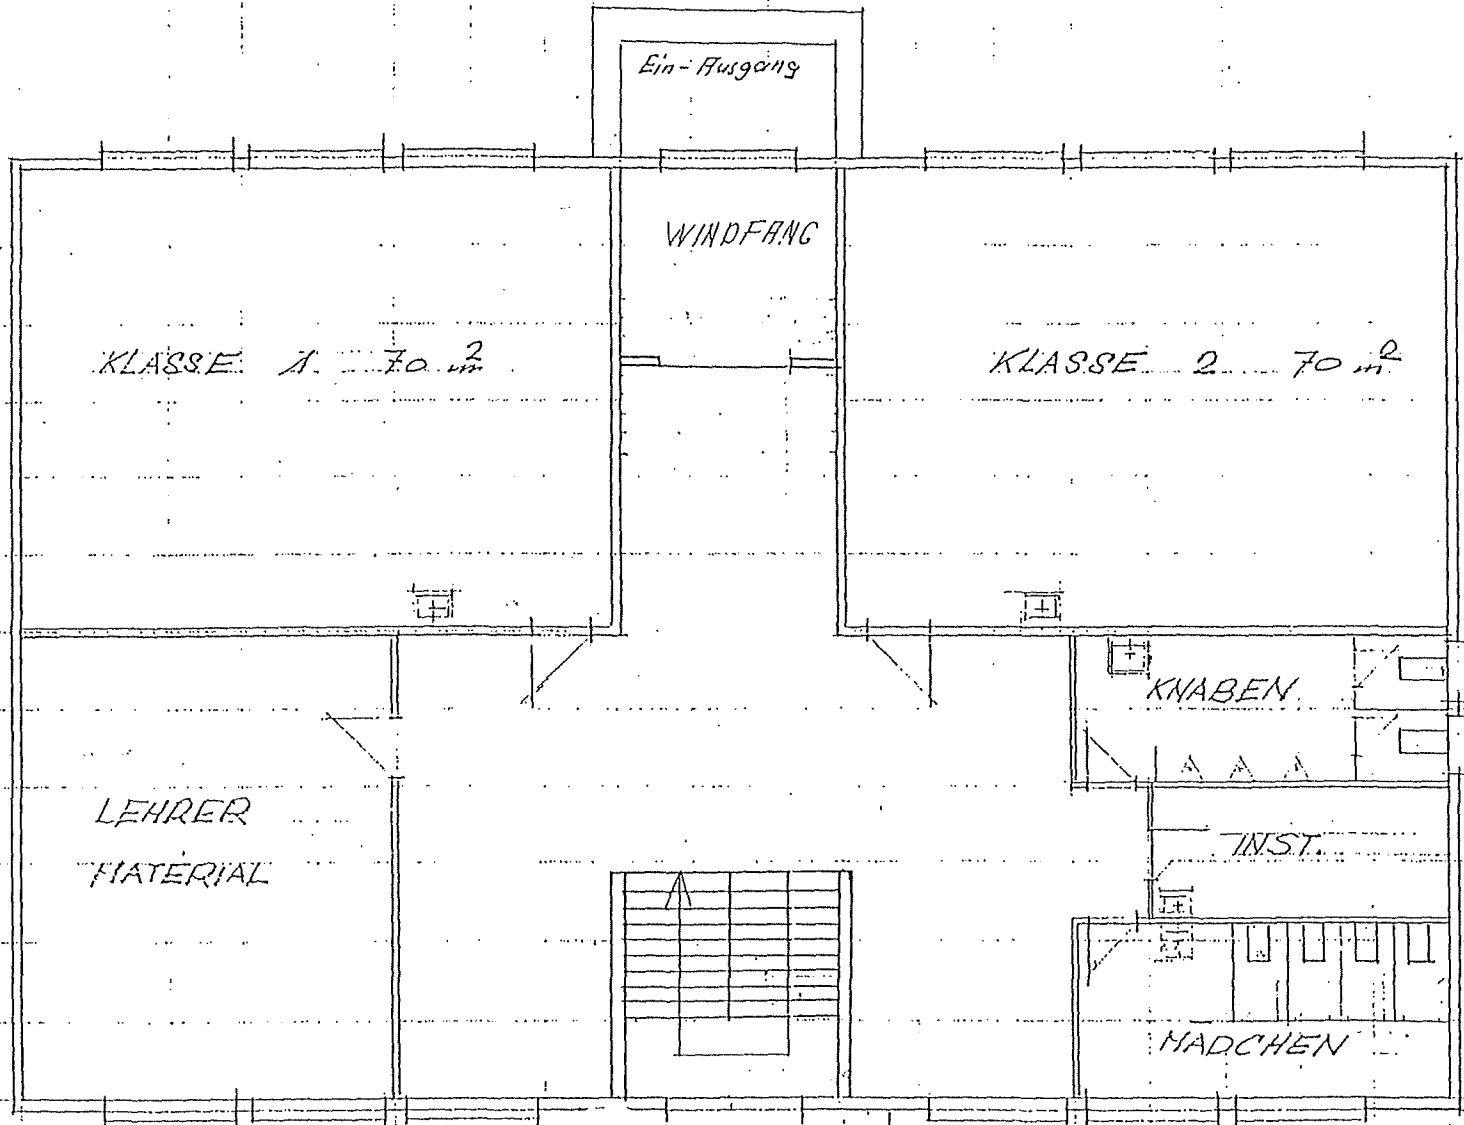 Ein-Ausgang
WINDFANG
KLASSE 1 70 m²
KLASSE 2 70 m²
KNABEN
LEHRER
MATERIAL
INST.
MADCHEN